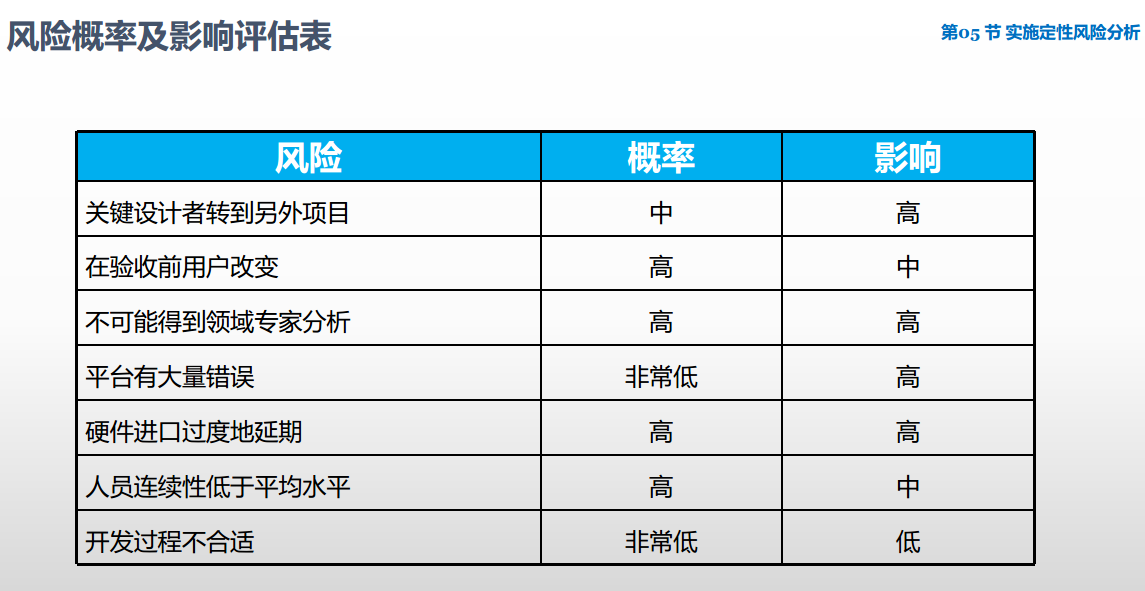 风险概率及影响评估表
第05 节 实施定性风险分析
风险 概率 影响
关键设计者转到另外项目 中 高
在验收前用户改变 高 中
不可能得到领域专家分析 高 高
平台有大量错误 非常低 高
硬件进口过度地延期 高 高
人员连续性低于平均水平 高 中
开发过程不合适 非常低 低